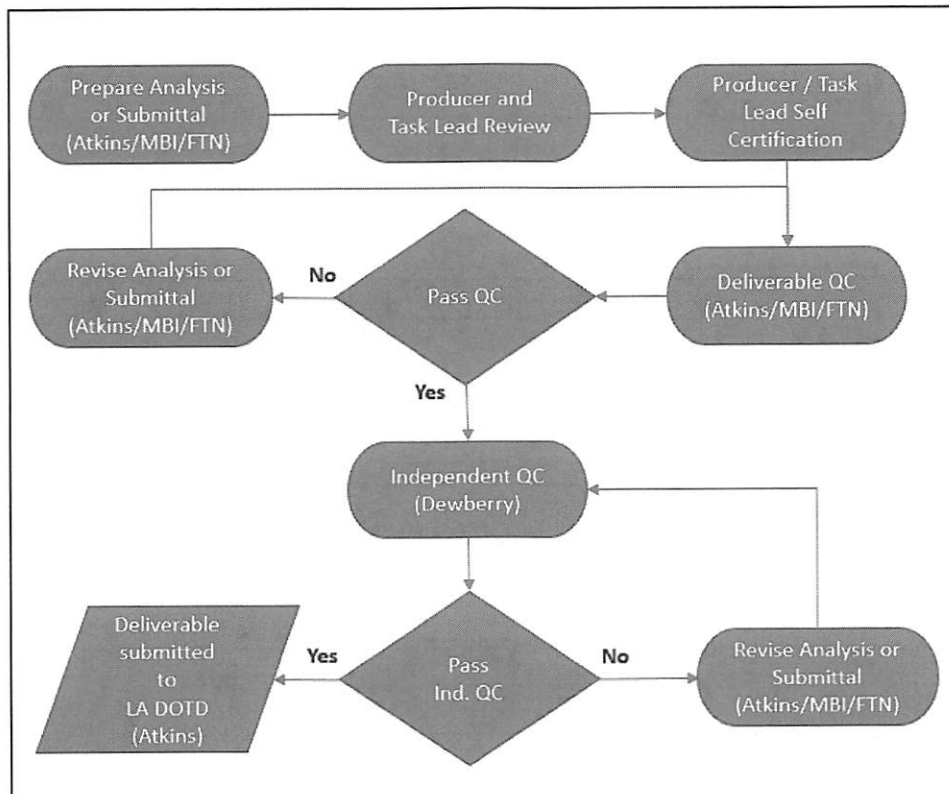 Prepare Analysis
or Submittal
(Atkins/MBI/FTN)
Producer and
Task Lead Review
Producer / Task
Lead Self
Certification
Revise Analysis or
Submittal
(Atkins/MBI/FTN)
No
Pass QC
Deliverable QC
(Atkins/MBI/FTN)
Yes
Independent QC
(Dewberry)
Deliverable
submitted
to
LA DOTD
(Atkins)
Yes
Pass
Ind. QC
No
Revise Analysis or
Submittal
(Atkins/MBI/FTN)